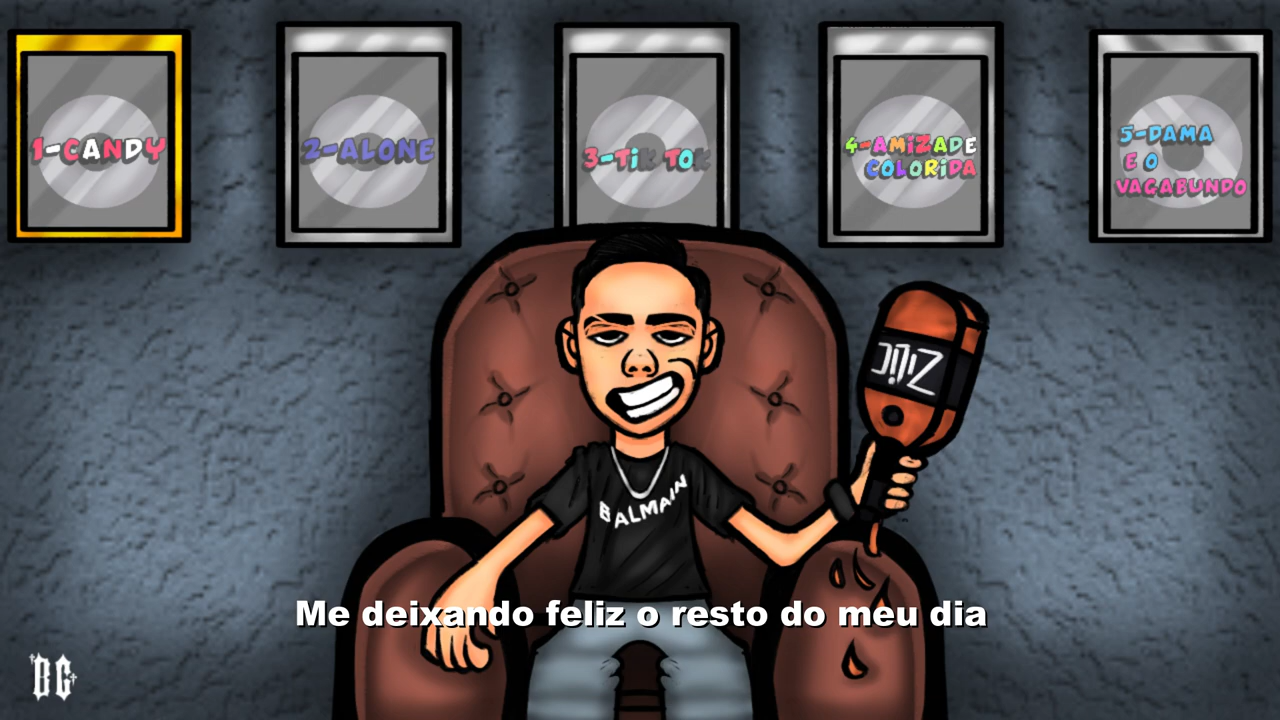 1-CANDY
2-ALONE
3-TiK TOK
4-AMiZADE
COLORiDA
5-DAMA
E O
VAGABUNDO
BALMAIN
Me deixando feliz o resto do meu dia
BG